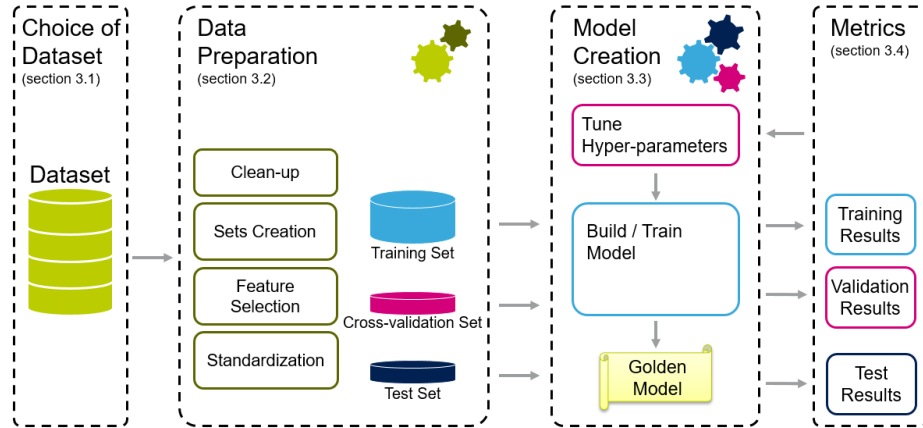 Choice of
Dataset
(section 3.1)
Dataset
Data
Preparation
(section 3.2)
Clean-up
Sets Creation
Feature
Selection
Standardization
Training Set
Cross-validation Set
Test Set
Model
Creation
(section 3.3)
Tune
Hyper-parameters
Build / Train
Model
Golden
Model
Metrics
(section 3.4)
Training
Results
Validation
Results
Test
Results